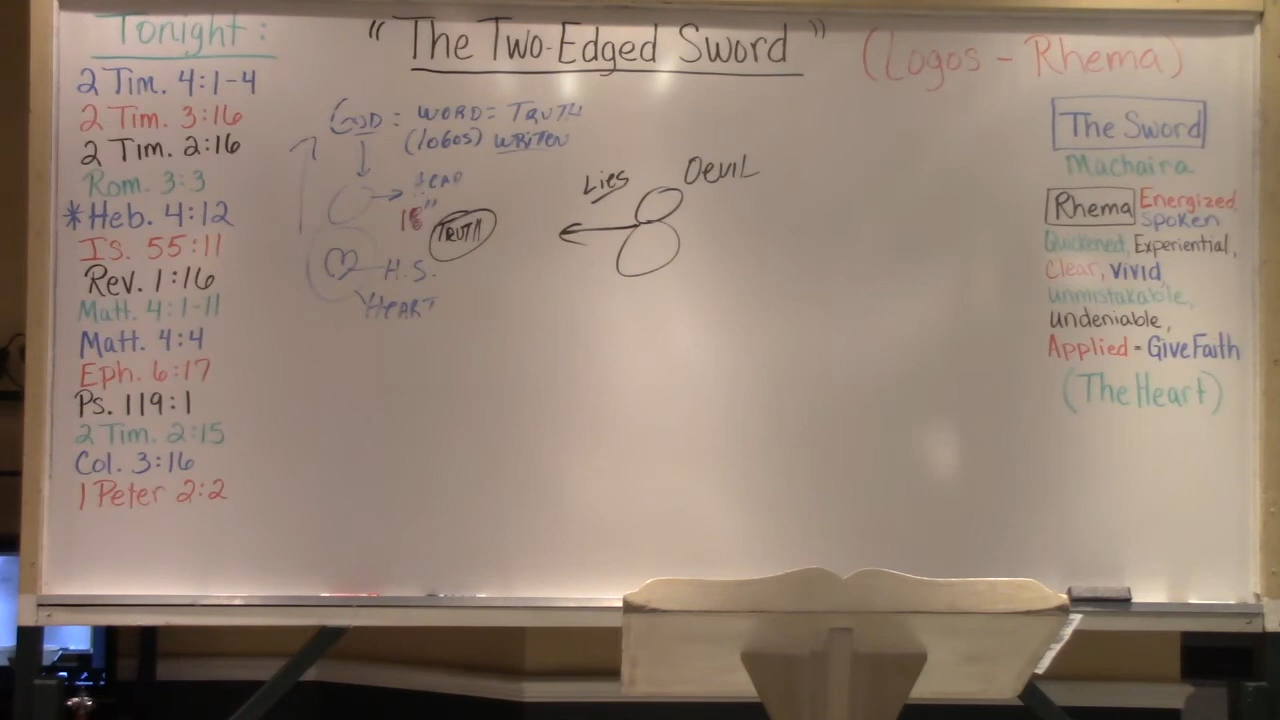 Tonight:
2 Tim. 4:1-4
2 Tim. 3:16
2 Tim. 2:16
Rom. 3:3
*Heb. 4:12
Is. 55:11
Rev. 1:16
Matt. 4:1-11
Matt. 4:4
Eph. 6:17
Ps. 119:1
2 Tim. 2:15
Col. 3:16
1 Peter 2:2
"The Two-Edged Sword"
(Logos - Rhema)
GOD: WORD = TRUTH
(logos) WRITTEN
HEAD
18"
TRUTH
H.S.
HEART
Lies
DEVIL
The Sword
Machaira
Rhema Energized
Spoken
Quickened, Experiential,
Clear, Vivid,
unmistakable,
undeniable,
Applied = Give Faith
(The Heart)